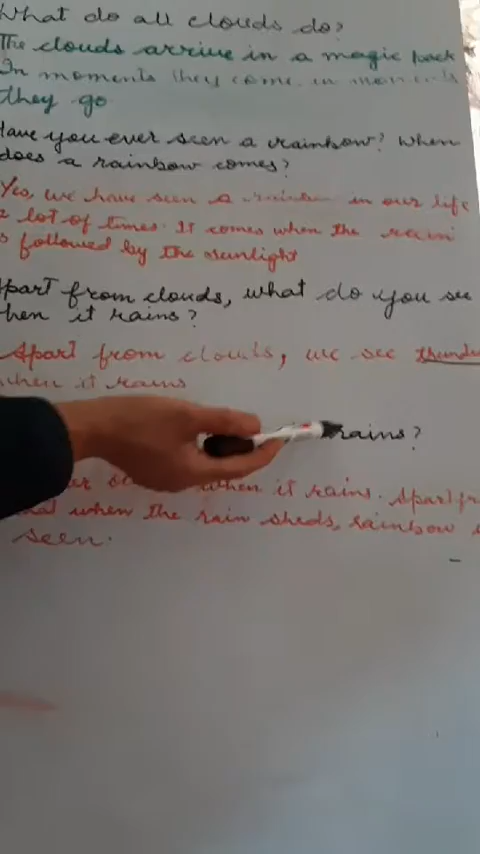 What do all clouds do?
The clouds arrive in a magic pack
In moments they come, in moments
they go
Have you ever seen a rainbow? When
does a rainbow comes?
Yes, we have seen a in our life
a lot of times. It comes when the rain
is followed by the sunlight
Apart from clouds, what do you see
when it rains?
Apart from clouds, we see
when it rains
rains?
when it rains. Apart
when the rain sheds, rainbow
seen.